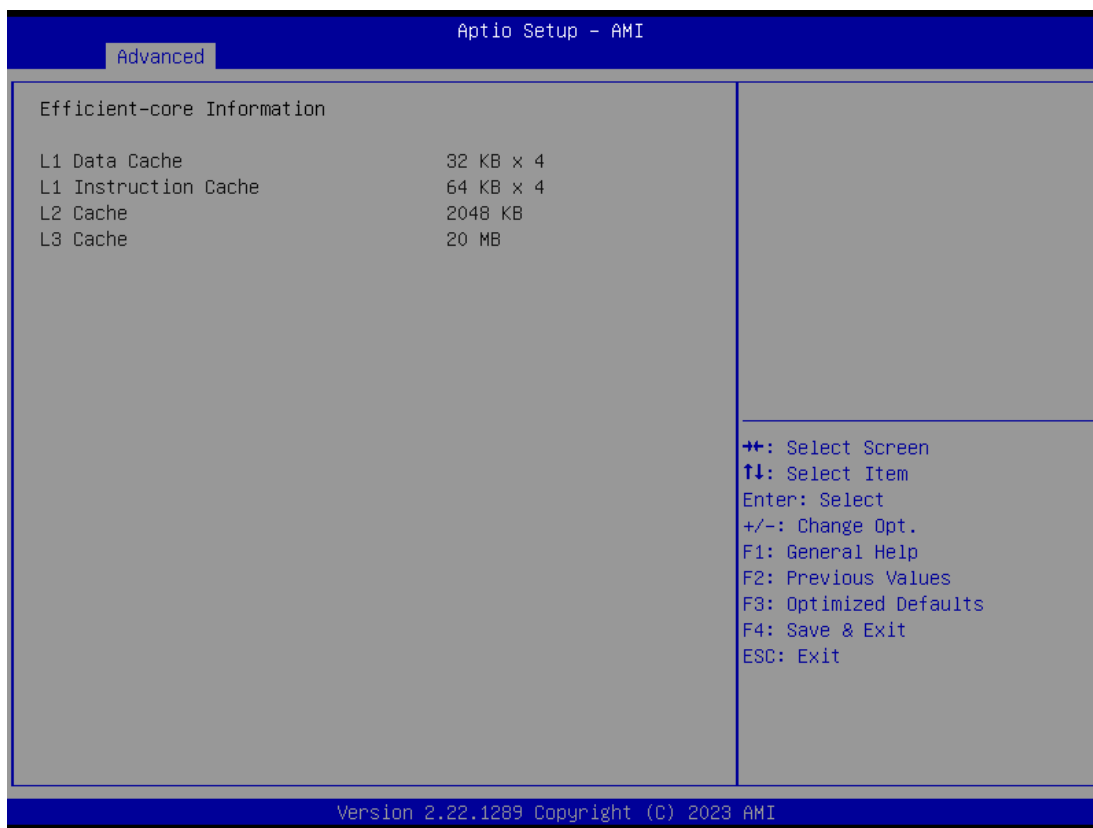 Aptio Setup – AMI
Advanced
Efficient-core Information
L1 Data Cache 32 KB x 4
L1 Instruction Cache 64 KB x 4
L2 Cache 2048 KB
L3 Cache 20 MB
→←: Select Screen
↑↓: Select Item
Enter: Select
+/-: Change Opt.
F1: General Help
F2: Previous Values
F3: Optimized Defaults
F4: Save & Exit
ESC: Exit
Version 2.22.1289 Copyright (C) 2023 AMI